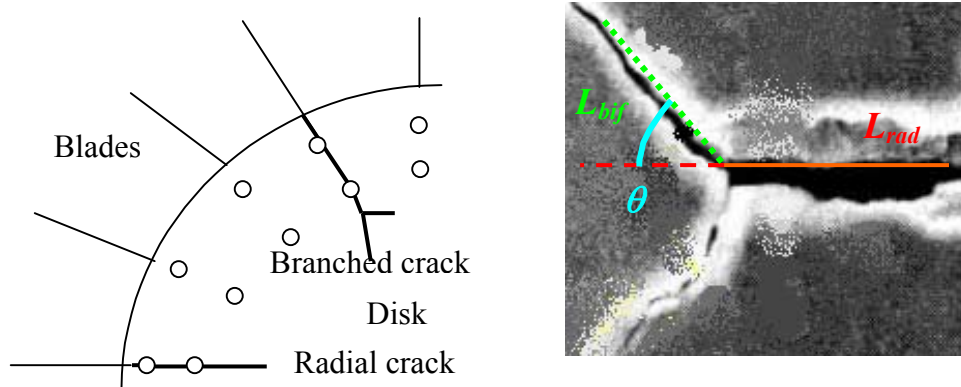 Blades
Branched crack
Disk
Radial crack
L_bif
L_rad
θ